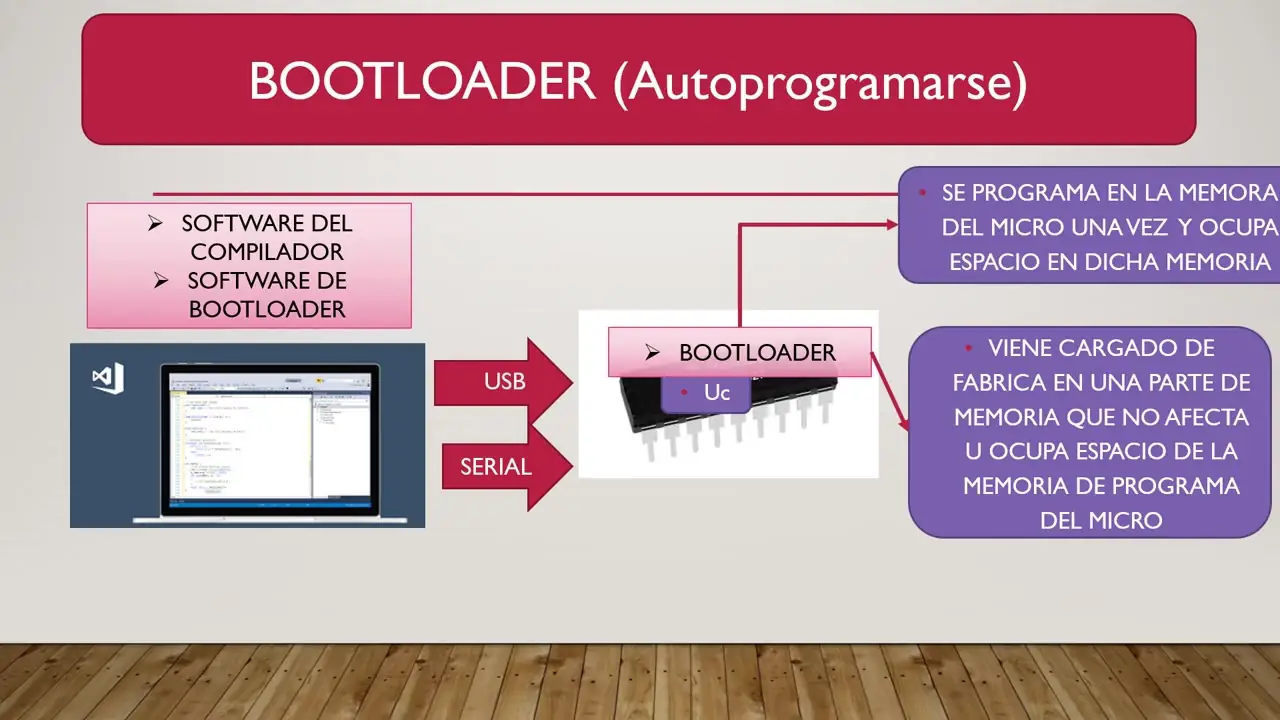 BOOTLOADER (Autoprogramarse)
SOFTWARE DEL
COMPILADOR
SOFTWARE DE
BOOTLOADER
USB
SERIAL
BOOTLOADER
Uc
SE PROGRAMA EN LA MEMORA
DEL MICRO UNA VEZ Y OCUPA
ESPACIO EN DICHA MEMORIA
VIENE CARGADO DE
FABRICA EN UNA PARTE DE
MEMORIA QUE NO AFECTA
U OCUPA ESPACIO DE LA
MEMORIA DE PROGRAMA
DEL MICRO